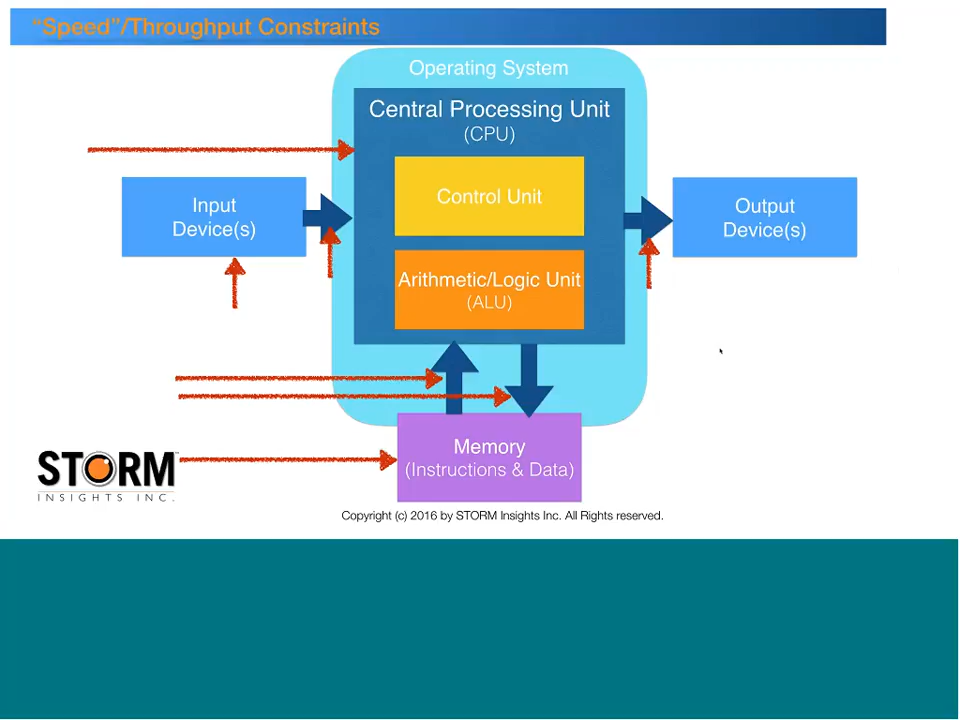 “Speed”/Throughput Constraints
Operating System
Central Processing Unit
(CPU)
Control Unit
Input
Device(s)
Output
Device(s)
Arithmetic/Logic Unit
(ALU)
Memory
(Instructions & Data)
STORM™
INSIGHTS INC.
Copyright (c) 2016 by STORM Insights Inc. All Rights reserved.